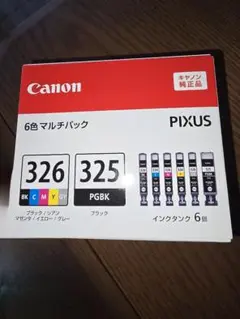 キヤノン
純正品
Canon
6色マルチパック
PIXUS
326
BK C M Y GY
ブラック/シアン
マゼンタ/イエロー/グレー
325
PGBK
ブラック
インクタンク 6個